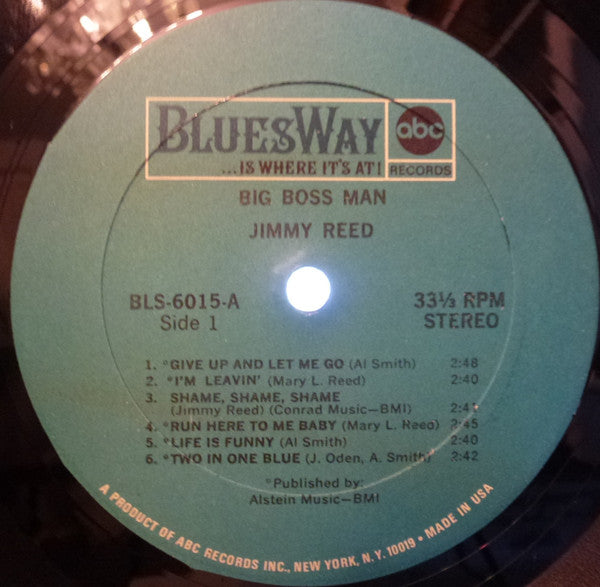 BLUESWAY
...IS WHERE IT'S AT!
abc
RECORDS
BIG BOSS MAN
JIMMY REED
BLS-6015-A
Side 1
33⅓ RPM
STEREO
1. *GIVE UP AND LET ME GO (Al Smith) 2:48
2. *I'M LEAVIN' (Mary L. Reed) 2:40
3. SHAME, SHAME, SHAME
(Jimmy Reed) (Conrad Music—BMI)
4. *RUN HERE TO ME BABY (Mary L. Reed) 2:45
5. *LIFE IS FUNNY (Al Smith) 2:40
6. *TWO IN ONE BLUE (J. Oden, A. Smith) 2:42
*Published by:
Alstein Music—BMI
A PRODUCT OF ABC RECORDS INC., NEW YORK, N.Y. 10019 • MADE IN USA